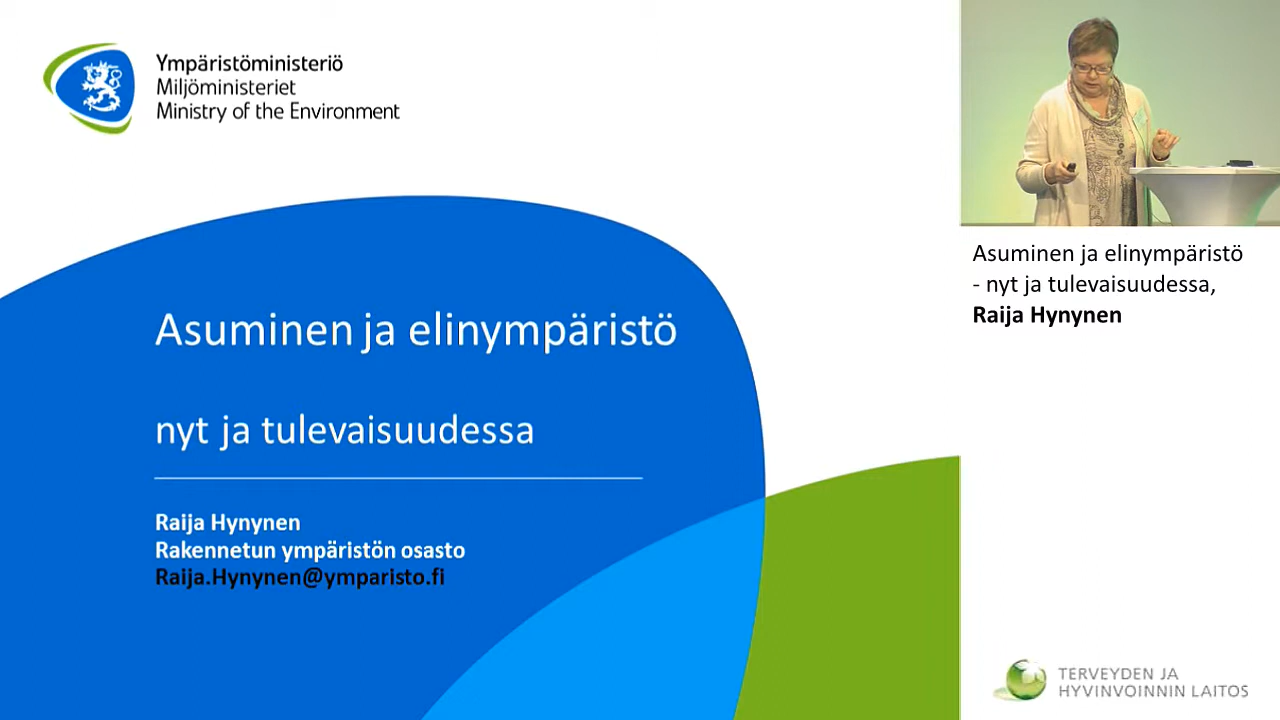 Ympäristöministeriö
Miljöministeriet
Ministry of the Environment
Asuminen ja elinympäristö
nyt ja tulevaisuudessa
Raija Hynynen
Rakennetun ympäristön osasto
Raija.Hynynen@ymparisto.fi
Asuminen ja elinympäristö
- nyt ja tulevaisuudessa,
Raija Hynynen
TERVEYDEN JA
HYVINVOINNIN LAITOS